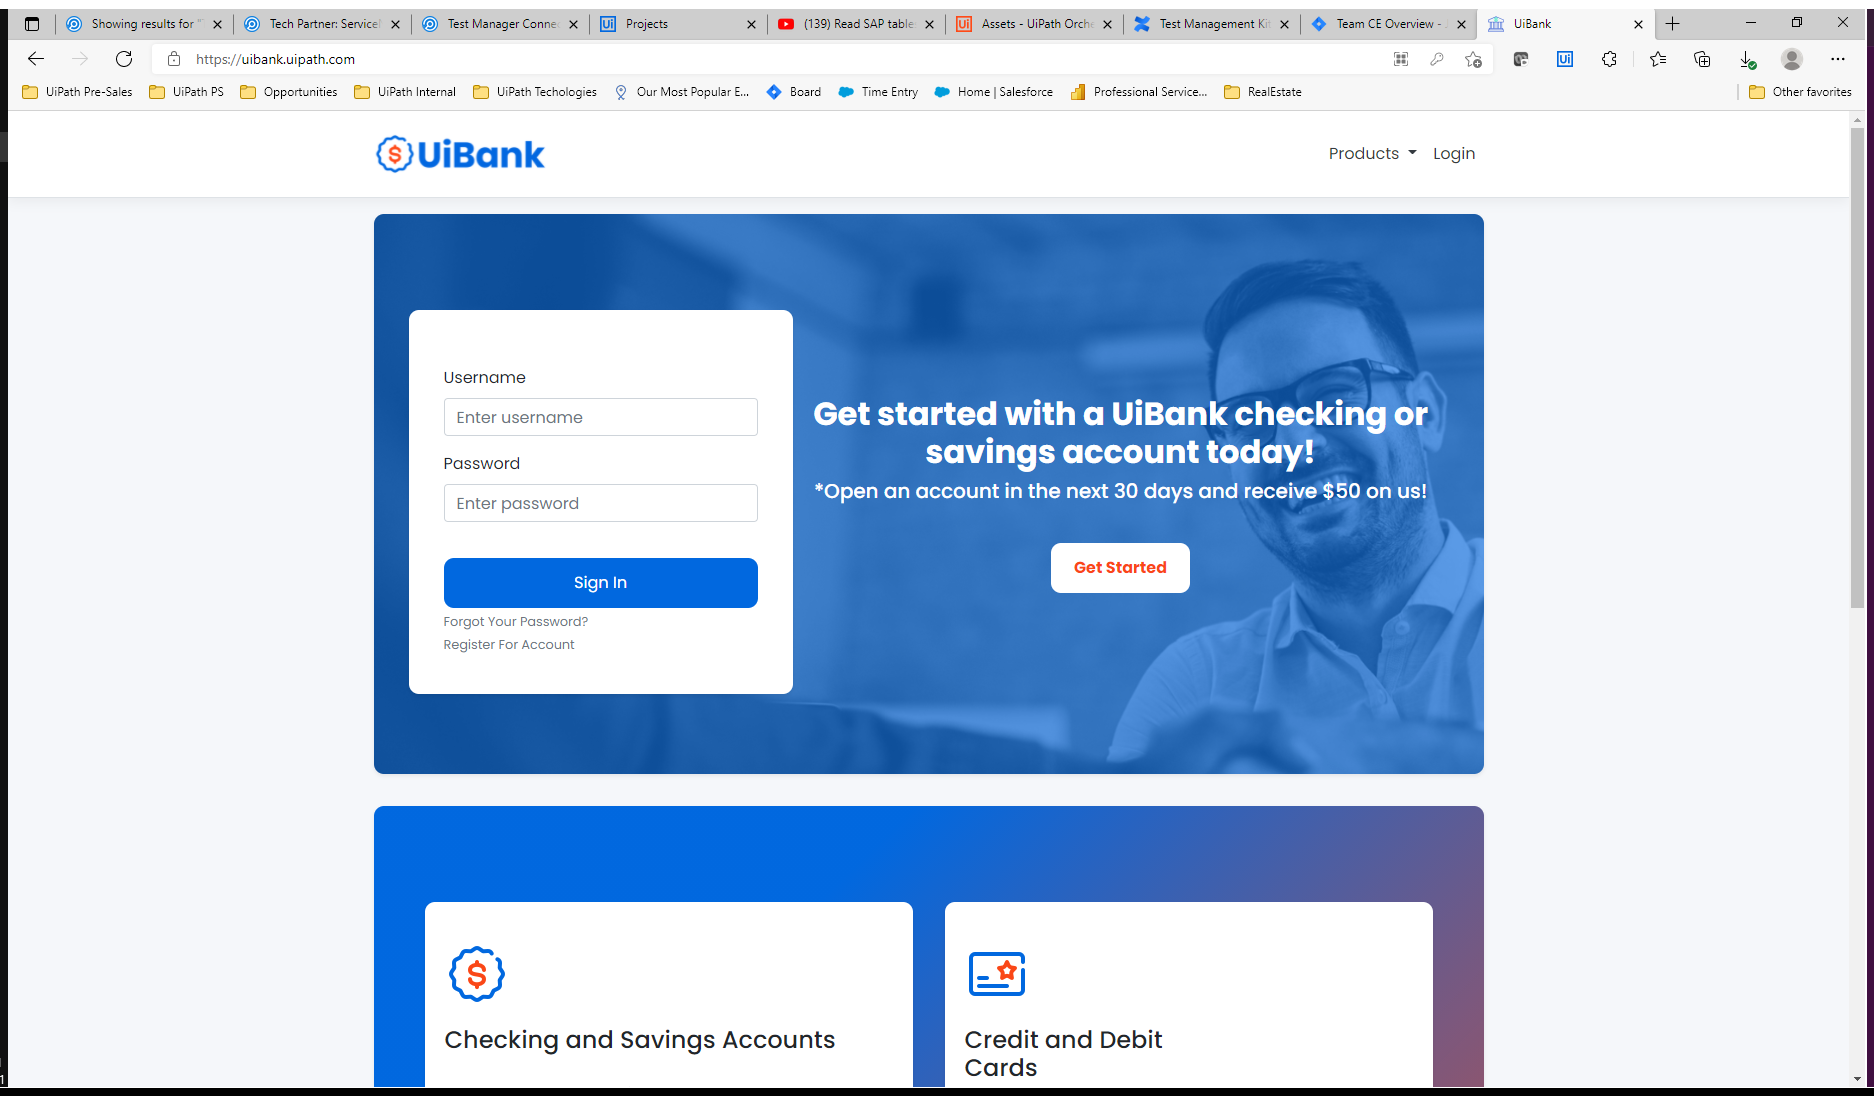 Showing results for "
Tech Partner: Service
Test Manager Conne
Projects
(139) Read SAP table
Assets - UiPath Orche
Test Management Ki
Team CE Overview -
UiBank
https://uibank.uipath.com
Ui
UiPath Pre-Sales
UiPath PS
Opportunities
UiPath Internal
UiPath Techologies
Our Most Popular E...
Board
Time Entry
Home | Salesforce
Professional Service...
RealEstate
Other favorites
$ UiBank
Products
Login
Username
Enter username
Password
Enter password
Sign In
Forgot Your Password?
Register For Account
Get started with a UiBank checking or
savings account today!
*Open an account in the next 30 days and receive $50 on us!
Get Started
$
Checking and Savings Accounts
Credit and Debit
Cards